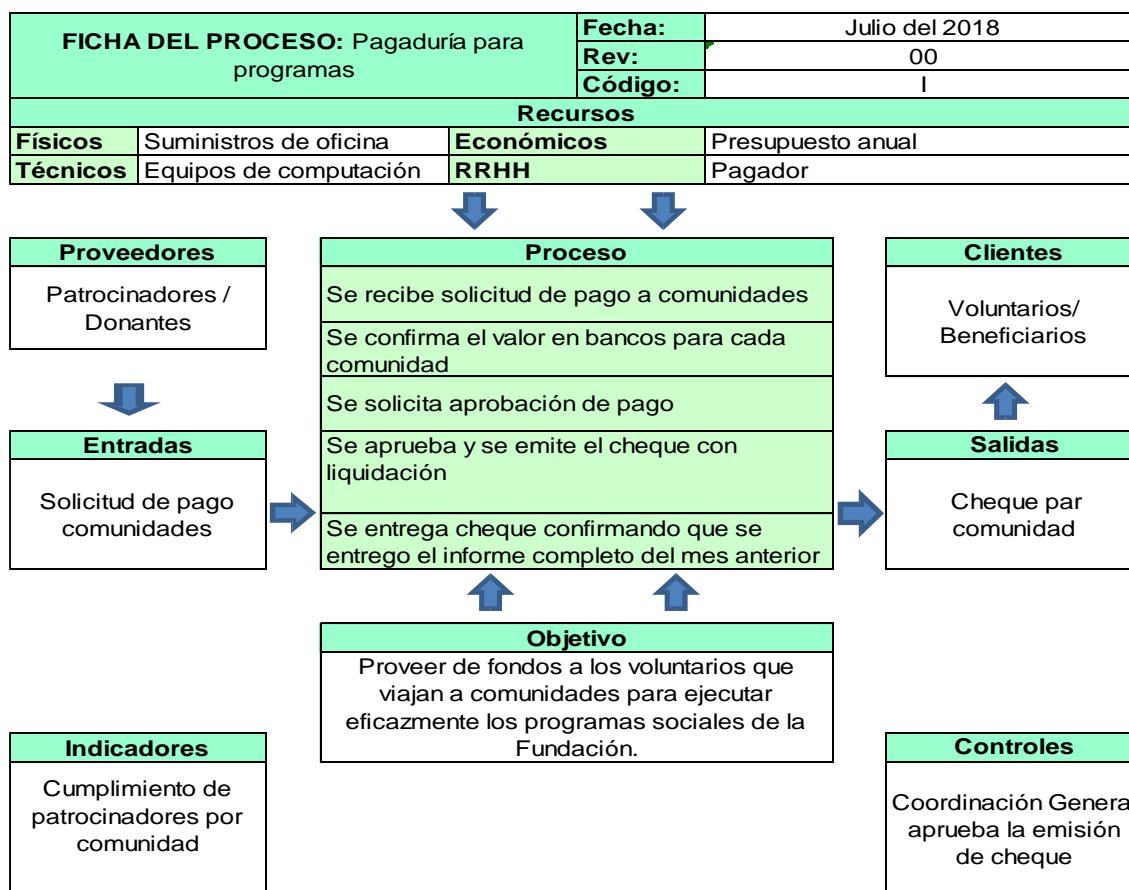 FICHA DEL PROCESO: Pagaduría para
programas
Fecha: Julio del 2018
Rev: 00
Código: I
Recursos
Físicos Suministros de oficina Económicos Presupuesto anual
Técnicos Equipos de computación RRHH Pagador
Proveedores
Patrocinadores /
Donantes
Entradas
Solicitud de pago
comunidades
Proceso
Se recibe solicitud de pago a comunidades
Se confirma el valor en bancos para cada
comunidad
Se solicita aprobación de pago
Se aprueba y se emite el cheque con
liquidación
Se entrega cheque confirmando que se
entrego el informe completo del mes anterior
Clientes
Voluntarios/
Beneficiarios
Salidas
Cheque par
comunidad
Objetivo
Proveer de fondos a los voluntarios que
viajan a comunidades para ejecutar
eficazmente los programas sociales de la
Fundación.
Indicadores
Cumplimiento de
patrocinadores por
comunidad
Controles
Coordinación Genera
aprueba la emisión
de cheque